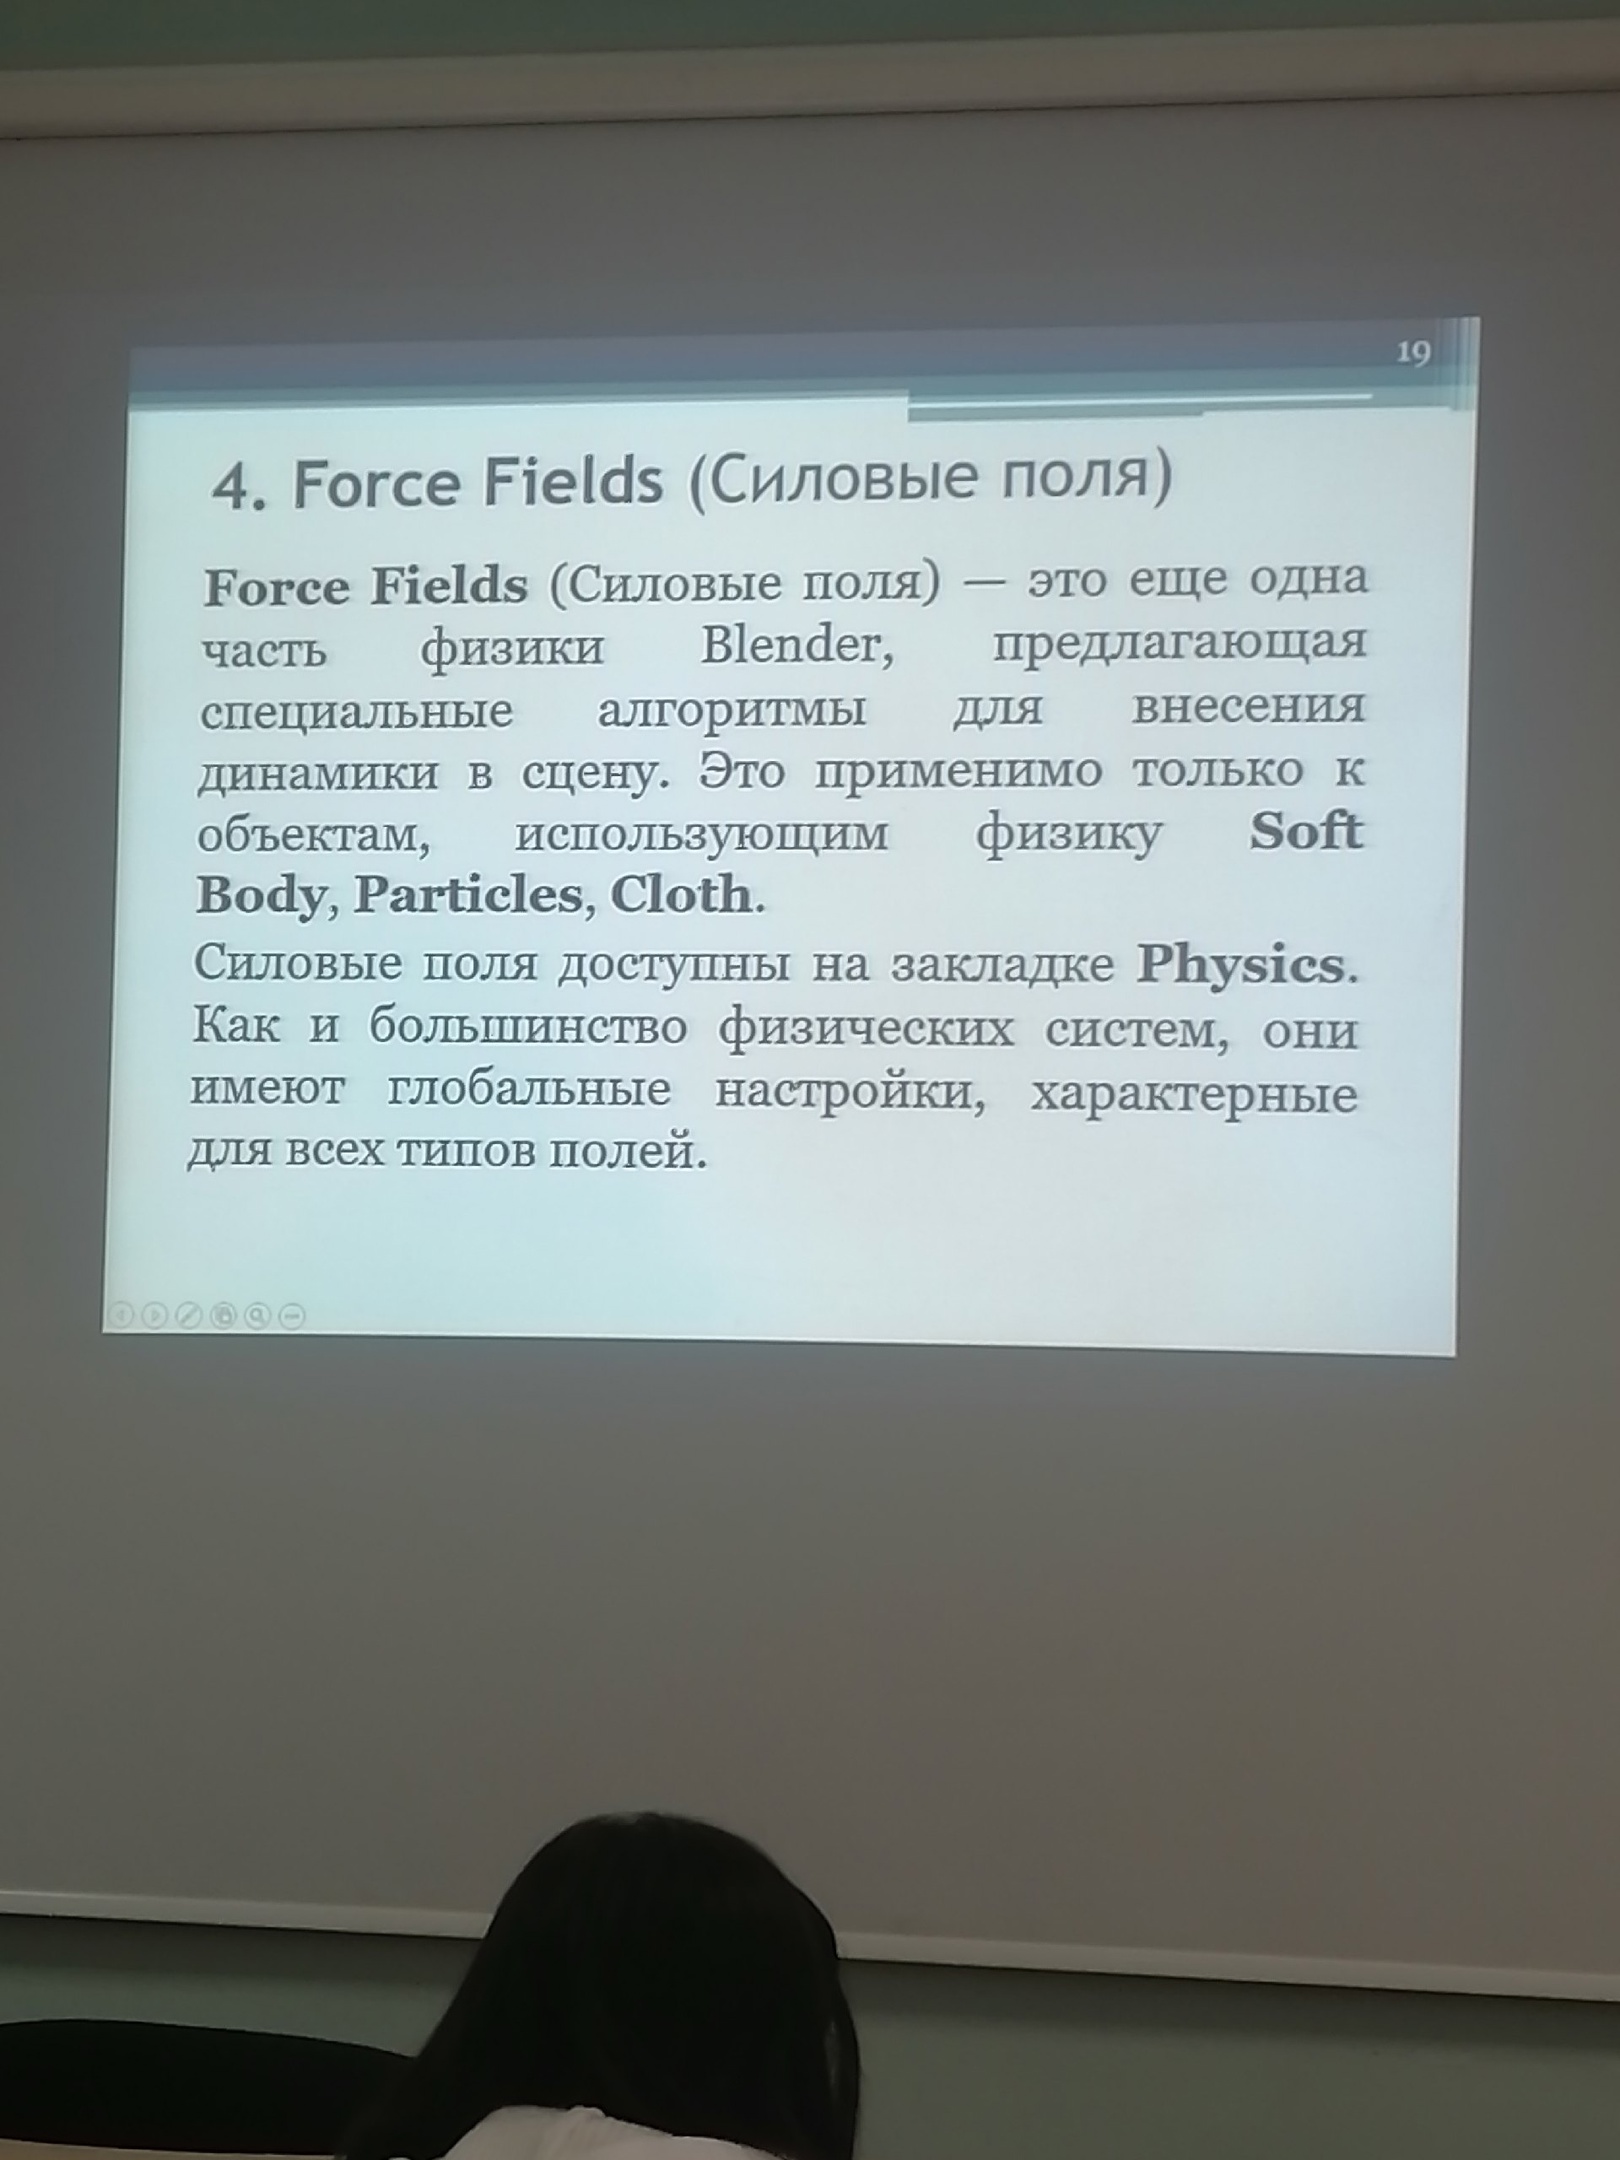 19
4. Force Fields (Силовые поля)
Force Fields (Силовые поля) — это еще одна
часть физики Blender, предлагающая
специальные алгоритмы для внесения
динамики в сцену. Это применимо только к
объектам, использующим физику Soft
Body, Particles, Cloth.
Силовые поля доступны на закладке Physics.
Как и большинство физических систем, они
имеют глобальные настройки, характерные
для всех типов полей.